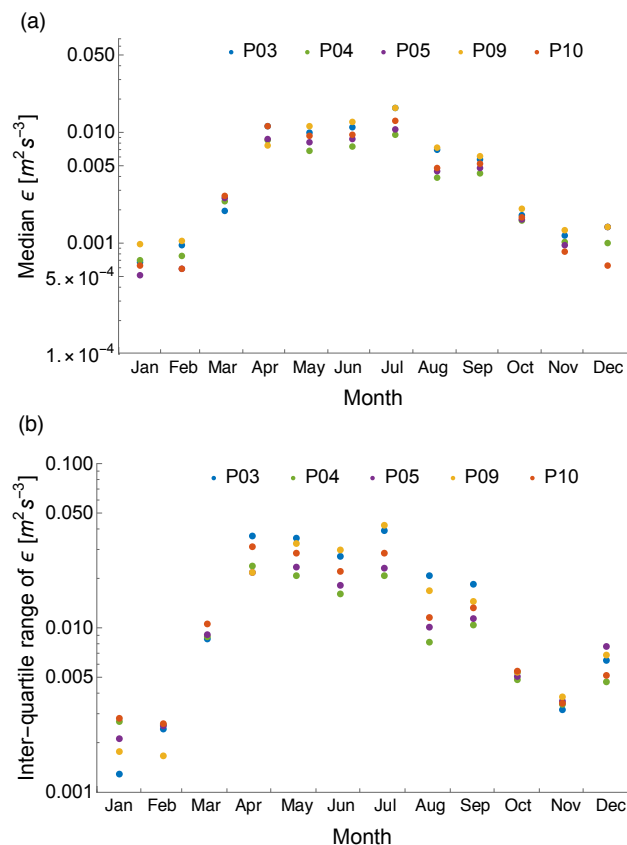 (a)
P03 P04 P05 P09 P10
Median ϵ [m² s⁻³]
0.050
0.010
0.005
0.001
5.×10⁻⁴
1.×10⁻⁴
Jan Feb Mar Apr May Jun Jul Aug Sep Oct Nov Dec
Month
(b)
P03 P04 P05 P09 P10
Inter-quartile range of ϵ [m² s⁻³]
0.100
0.050
0.010
0.005
0.001
Jan Feb Mar Apr May Jun Jul Aug Sep Oct Nov Dec
Month